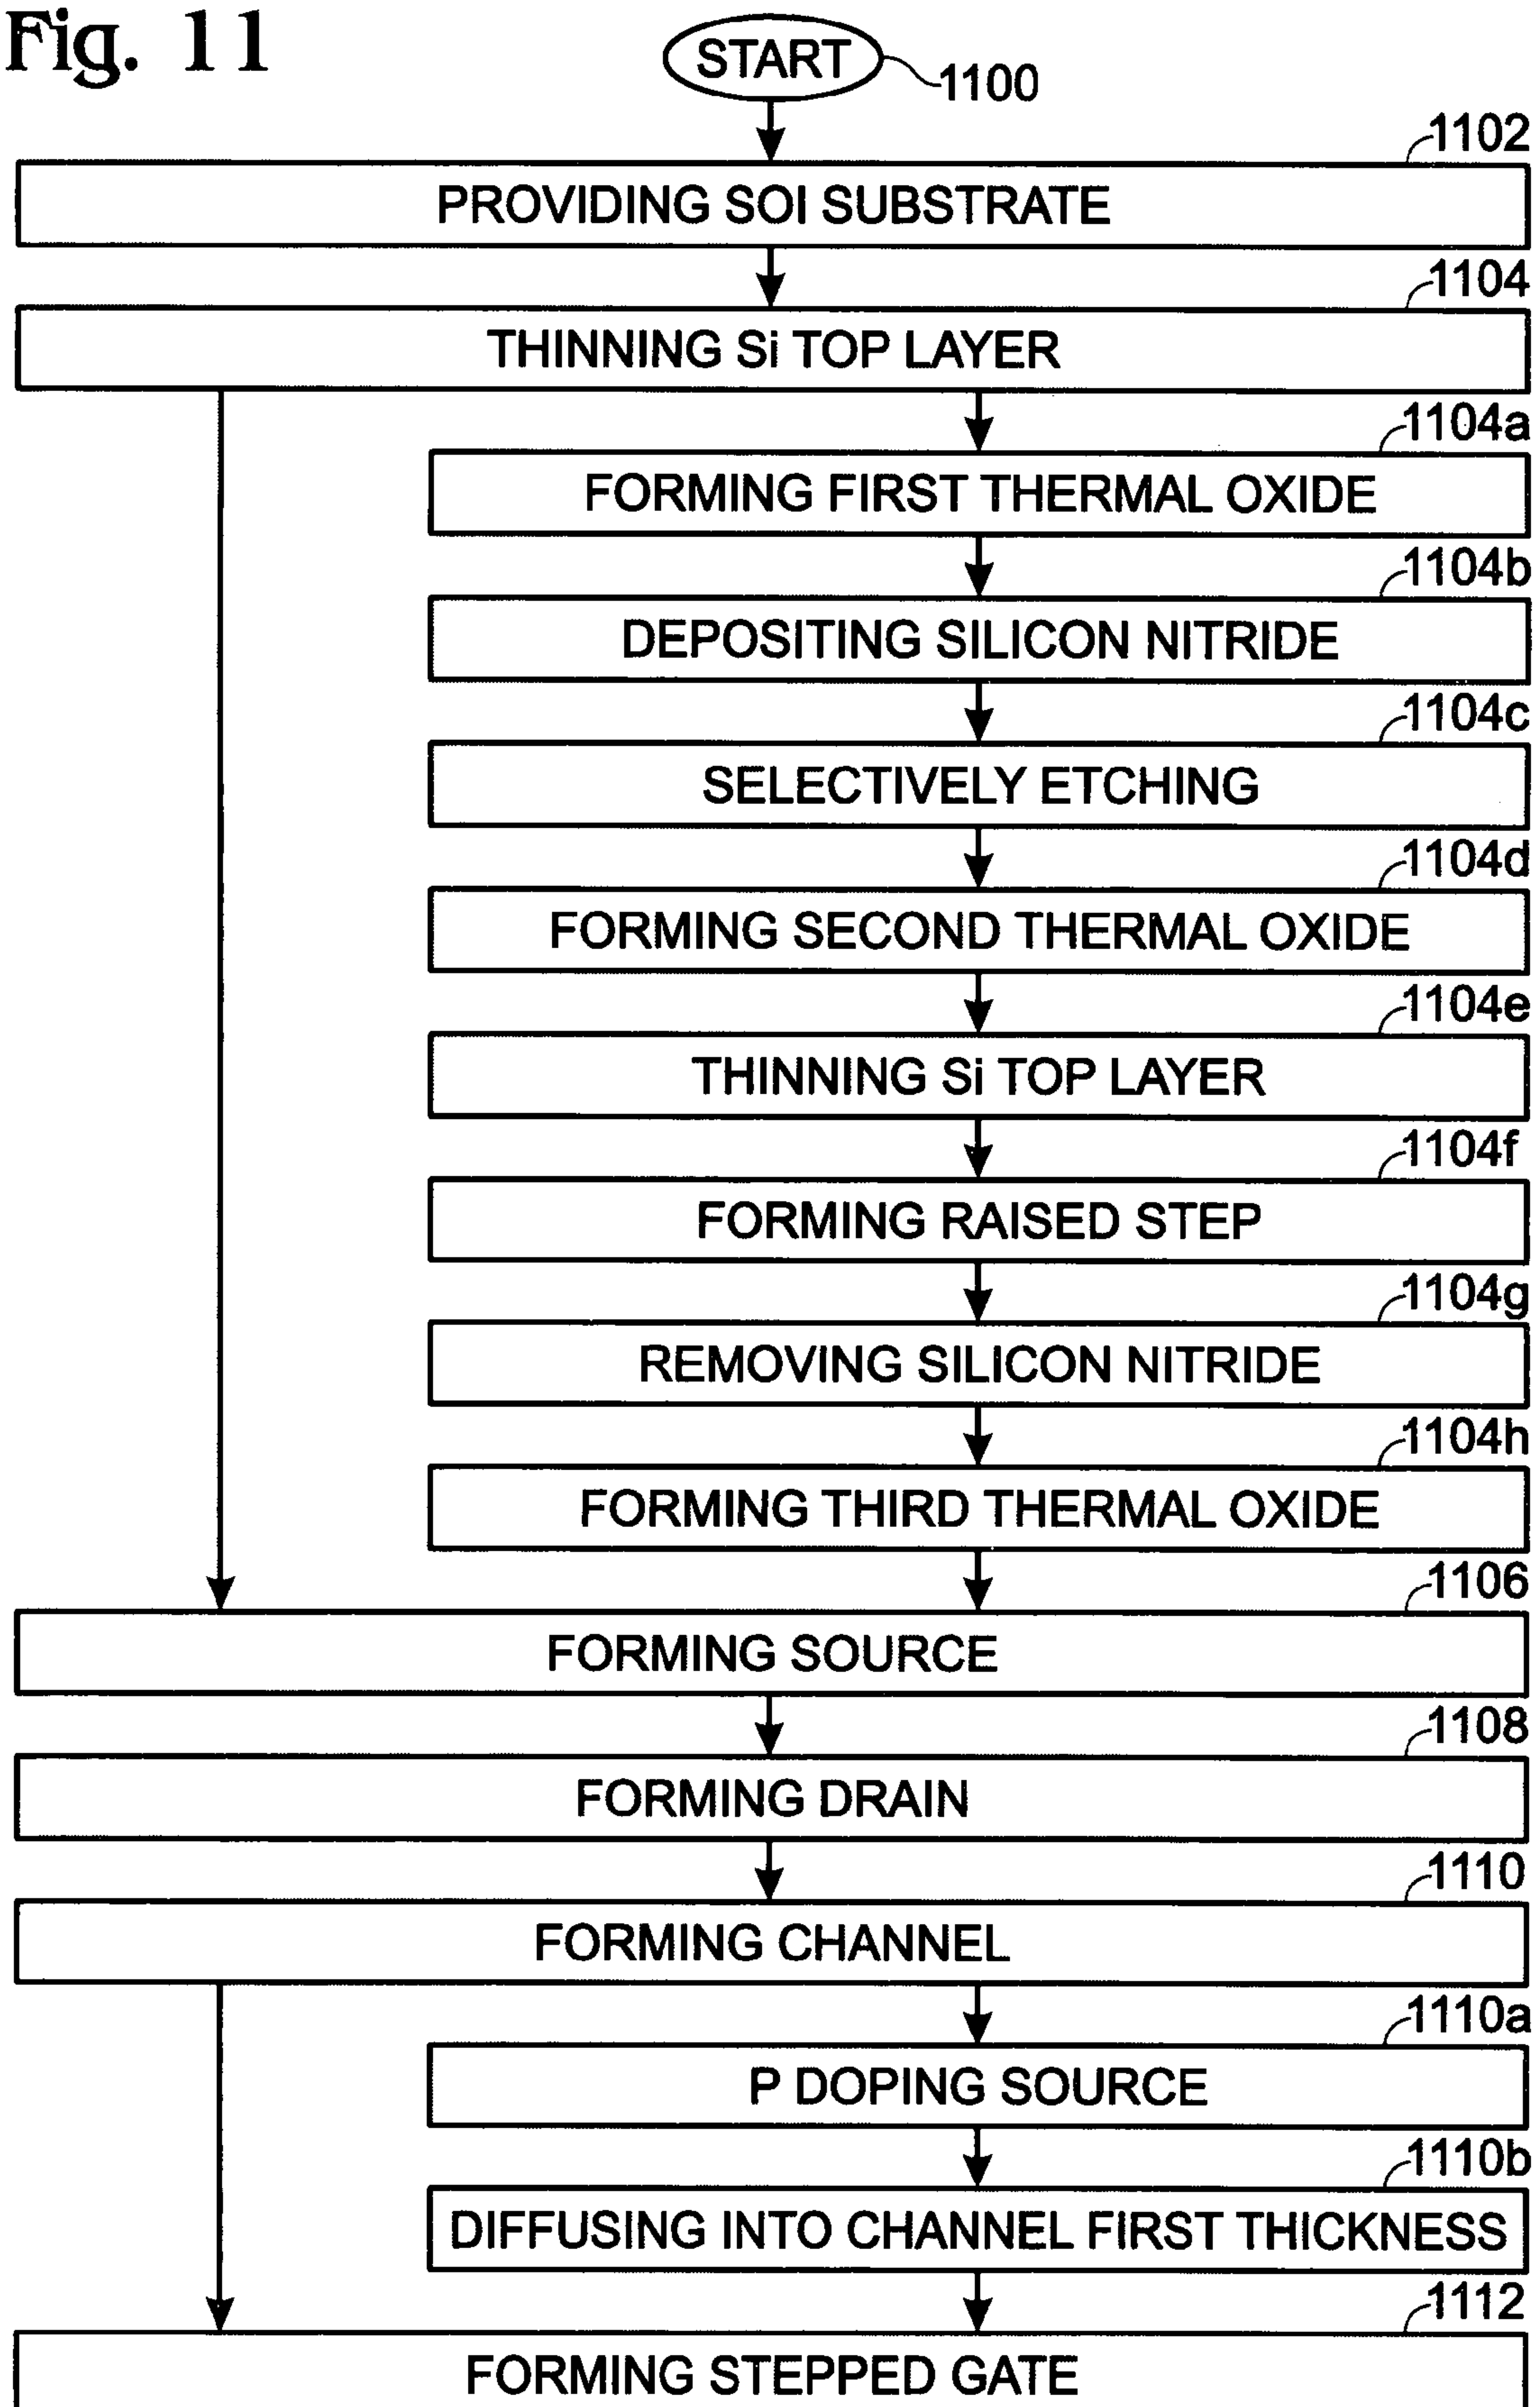 Fig. 11
START
1100
1102
PROVIDING SOI SUBSTRATE
1104
THINNING Si TOP LAYER
1104a
FORMING FIRST THERMAL OXIDE
1104b
DEPOSITING SILICON NITRIDE
1104c
SELECTIVELY ETCHING
1104d
FORMING SECOND THERMAL OXIDE
1104e
THINNING Si TOP LAYER
1104f
FORMING RAISED STEP
1104g
REMOVING SILICON NITRIDE
1104h
FORMING THIRD THERMAL OXIDE
1106
FORMING SOURCE
1108
FORMING DRAIN
1110
FORMING CHANNEL
1110a
P DOPING SOURCE
1110b
DIFFUSING INTO CHANNEL FIRST THICKNESS
1112
FORMING STEPPED GATE